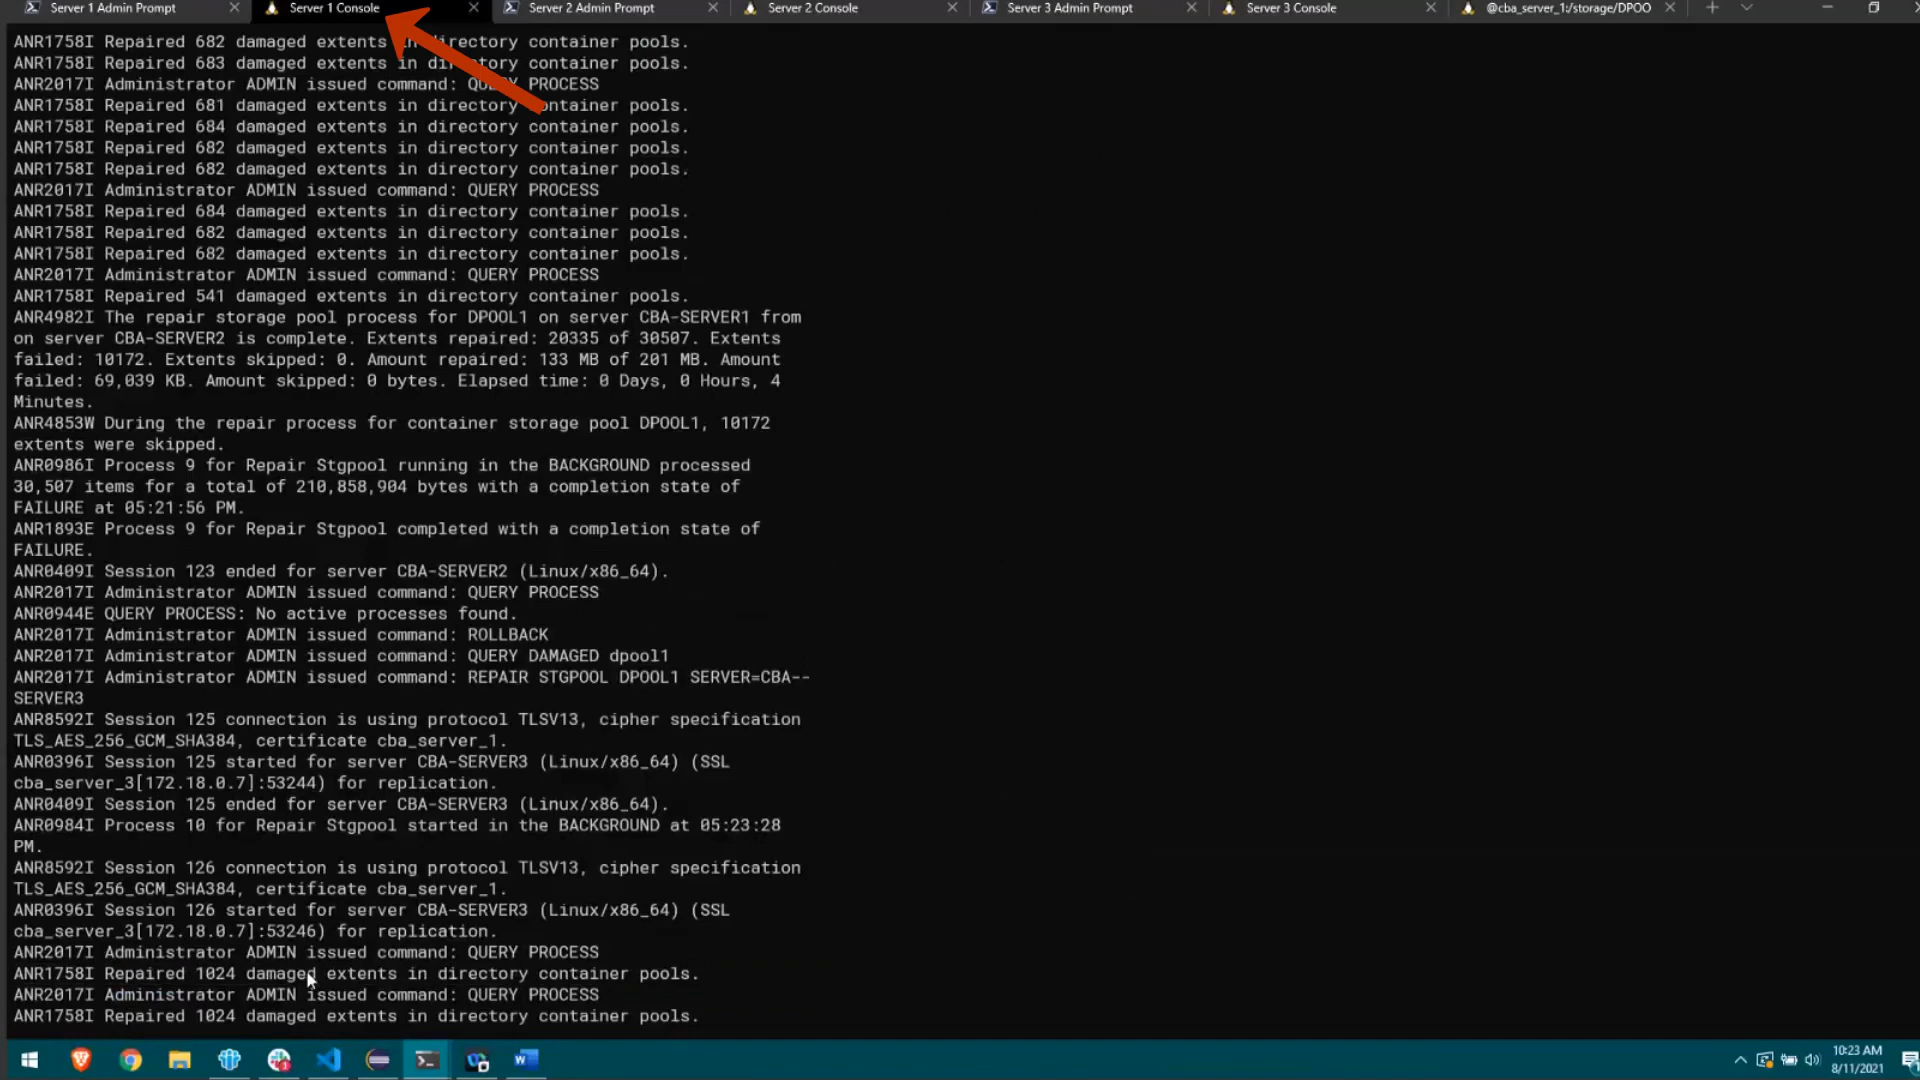 Server 1 Admin Prompt
Server 1 Console
Server 2 Admin Prompt
Server 2 Console
Server 3 Admin Prompt
Server 3 Console
@cba_server_1:/storage/DPOO
ANR1758I Repaired 682 damaged extents in directory container pools.
ANR1758I Repaired 683 damaged extents in directory container pools.
ANR2017I Administrator ADMIN issued command: QUERY PROCESS
ANR1758I Repaired 681 damaged extents in directory container pools.
ANR1758I Repaired 684 damaged extents in directory container pools.
ANR1758I Repaired 682 damaged extents in directory container pools.
ANR1758I Repaired 682 damaged extents in directory container pools.
ANR2017I Administrator ADMIN issued command: QUERY PROCESS
ANR1758I Repaired 684 damaged extents in directory container pools.
ANR1758I Repaired 682 damaged extents in directory container pools.
ANR1758I Repaired 682 damaged extents in directory container pools.
ANR2017I Administrator ADMIN issued command: QUERY PROCESS
ANR1758I Repaired 541 damaged extents in directory container pools.
ANR4982I The repair storage pool process for DPOOL1 on server CBA-SERVER1 from
on server CBA-SERVER2 is complete. Extents repaired: 20335 of 30507. Extents
failed: 10172. Extents skipped: 0. Amount repaired: 133 MB of 201 MB. Amount
failed: 69,039 KB. Amount skipped: 0 bytes. Elapsed time: 0 Days, 0 Hours, 4
Minutes.
ANR4853W During the repair process for container storage pool DPOOL1, 10172
extents were skipped.
ANR0986I Process 9 for Repair Stgpool running in the BACKGROUND processed
30,507 items for a total of 210,858,904 bytes with a completion state of
FAILURE at 05:21:56 PM.
ANR1893E Process 9 for Repair Stgpool completed with a completion state of
FAILURE.
ANR0409I Session 123 ended for server CBA-SERVER2 (Linux/x86_64).
ANR2017I Administrator ADMIN issued command: QUERY PROCESS
ANR0944E QUERY PROCESS: No active processes found.
ANR2017I Administrator ADMIN issued command: ROLLBACK
ANR2017I Administrator ADMIN issued command: QUERY DAMAGED dpool1
ANR2017I Administrator ADMIN issued command: REPAIR STGPOOL DPOOL1 SERVER=CBA--
SERVER3
ANR8592I Session 125 connection is using protocol TLSV13, cipher specification
TLS_AES_256_GCM_SHA384, certificate cba_server_1.
ANR0396I Session 125 started for server CBA-SERVER3 (Linux/x86_64) (SSL
cba_server_3[172.18.0.7]:53244) for replication.
ANR0409I Session 125 ended for server CBA-SERVER3 (Linux/x86_64).
ANR0984I Process 10 for Repair Stgpool started in the BACKGROUND at 05:23:28
PM.
ANR8592I Session 126 connection is using protocol TLSV13, cipher specification
TLS_AES_256_GCM_SHA384, certificate cba_server_1.
ANR0396I Session 126 started for server CBA-SERVER3 (Linux/x86_64) (SSL
cba_server_3[172.18.0.7]:53246) for replication.
ANR2017I Administrator ADMIN issued command: QUERY PROCESS
ANR1758I Repaired 1024 damaged extents in directory container pools.
ANR2017I Administrator ADMIN issued command: QUERY PROCESS
ANR1758I Repaired 1024 damaged extents in directory container pools.
10:23 AM
8/11/2021